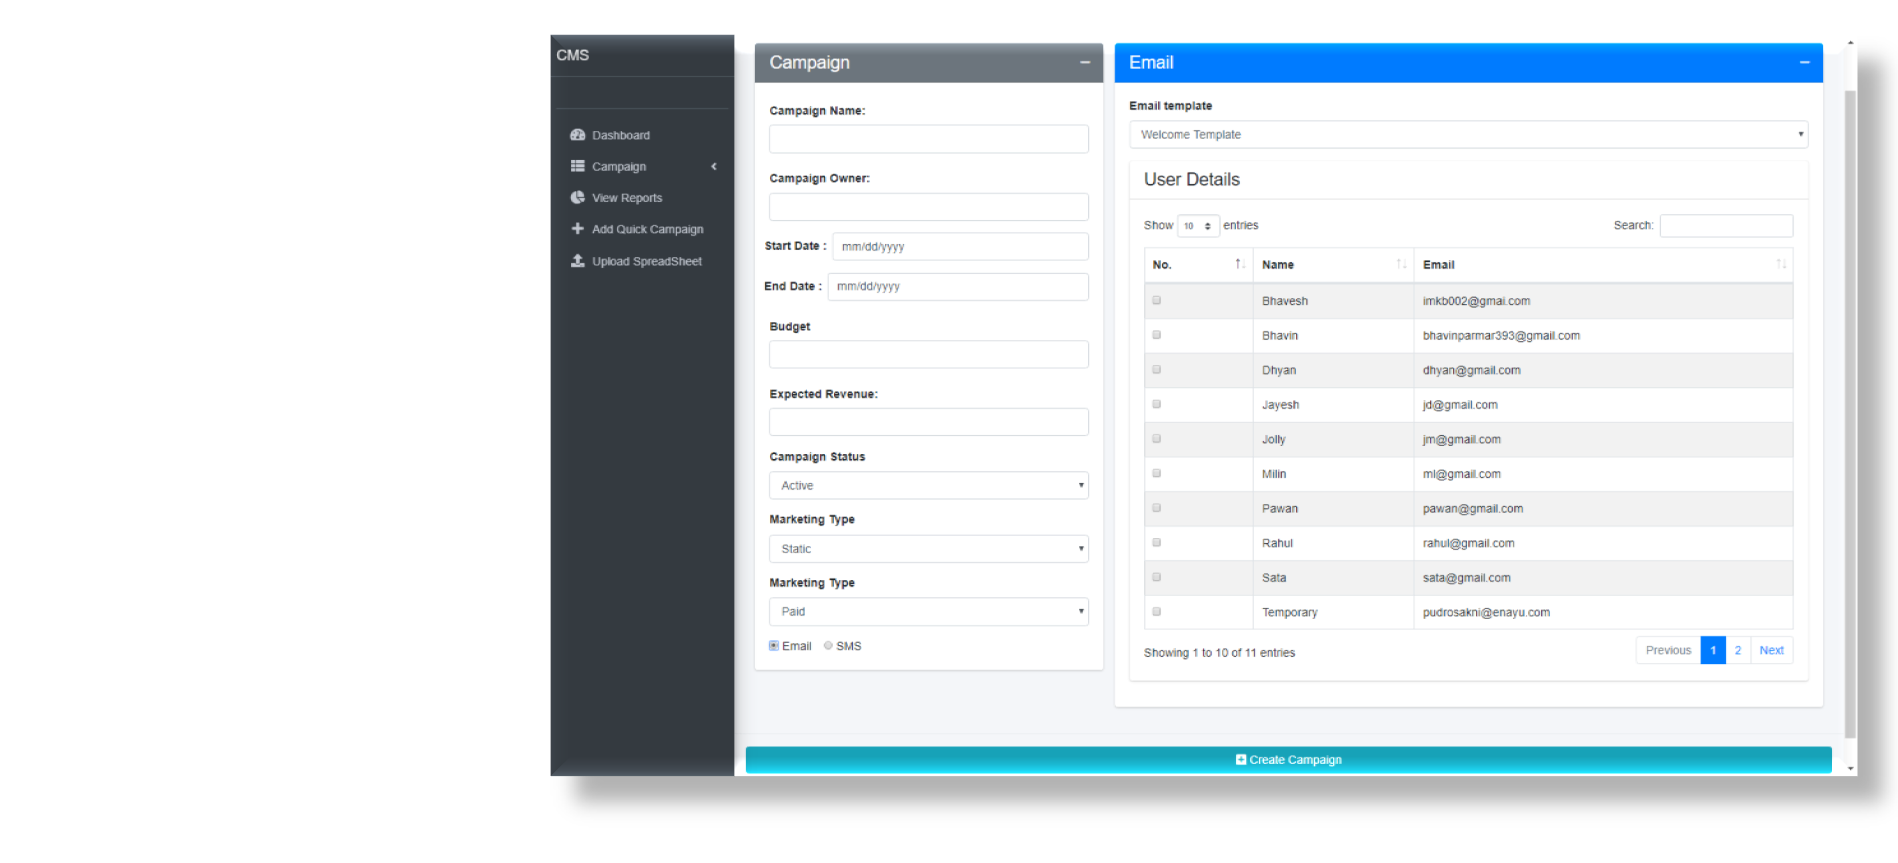 CMS
Dashboard
Campaign
View Reports
Add Quick Campaign
Upload SpreadSheet
Campaign
Campaign Name:
Campaign Owner:
Start Date : mm/dd/yyyy
End Date : mm/dd/yyyy
Budget
Expected Revenue:
Campaign Status
Active
Marketing Type
Static
Marketing Type
Paid
Email SMS
Email
Email template
Welcome Template
User Details
Show 10 entries Search:
No. Name Email
Bhavesh imkb002@gmai.com
Bhavin bhavinparmar393@gmail.com
Dhyan dhyan@gmail.com
Jayesh jd@gmail.com
Jolly jm@gmail.com
Milin ml@gmail.com
Pawan pawan@gmail.com
Rahul rahul@gmail.com
Sata sata@gmail.com
Temporary pudrosakni@enayu.com
Showing 1 to 10 of 11 entries Previous 1 2 Next
Create Campaign